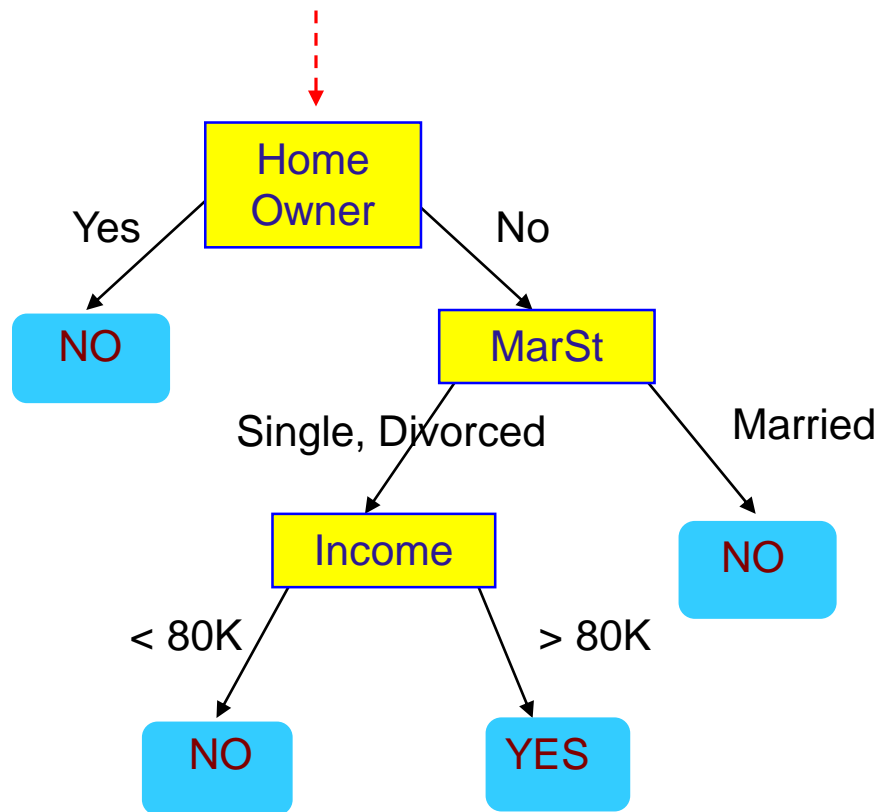 Home
Owner
Yes
No
NO
MarSt
Single, Divorced
Married
Income
NO
< 80K
> 80K
NO
YES